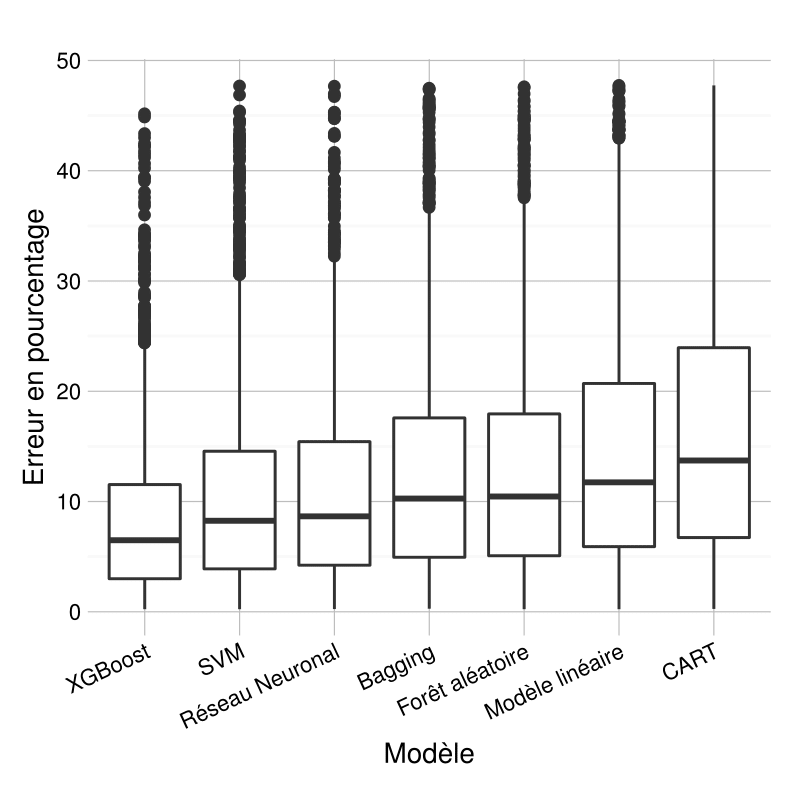 50
40
30
20
10
0
Erreur en pourcentage
XGBoost
SVM
Réseau Neuronal
Bagging
Forêt aléatoire
Modèle linéaire
CART
Modèle